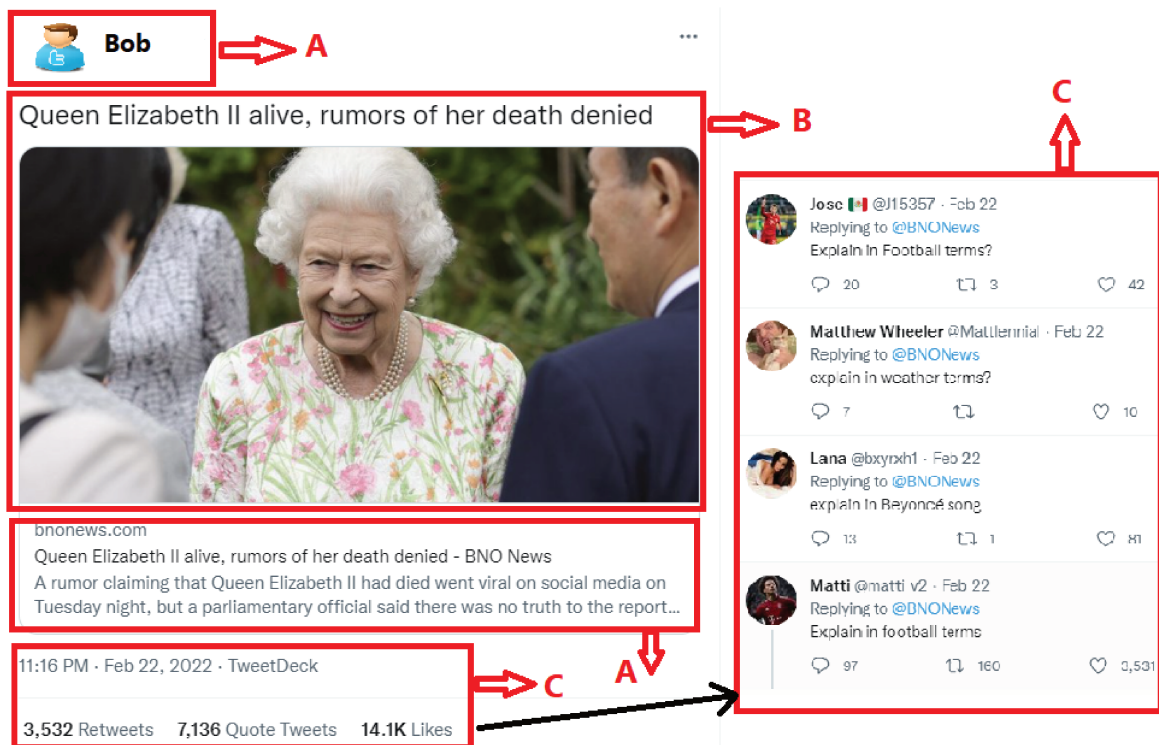 Bob
A
Queen Elizabeth II alive, rumors of her death denied
B
bnonews.com
Queen Elizabeth II alive, rumors of her death denied - BNO News
A rumor claiming that Queen Elizabeth II had died went viral on social media on
Tuesday night, but a parliamentary official said there was no truth to the report...
A
11:16 PM · Feb 22, 2022 · TweetDeck
C
3,532 Retweets 7,136 Quote Tweets 14.1K Likes
C
Jose @J15357 · Feb 22
Replying to @BNONews
Explain in Football terms?
20 3 42
Matthew Wheeler @Mattlennial · Feb 22
Replying to @BNONews
explain in weather terms?
7 10
Lana @bxyrxh1 · Feb 22
Replying to @BNONews
explain in Beyoncé song
13 1 81
Matti @matti v2 · Feb 22
Replying to @BNONews
Explain in football terms
97 160 3,531